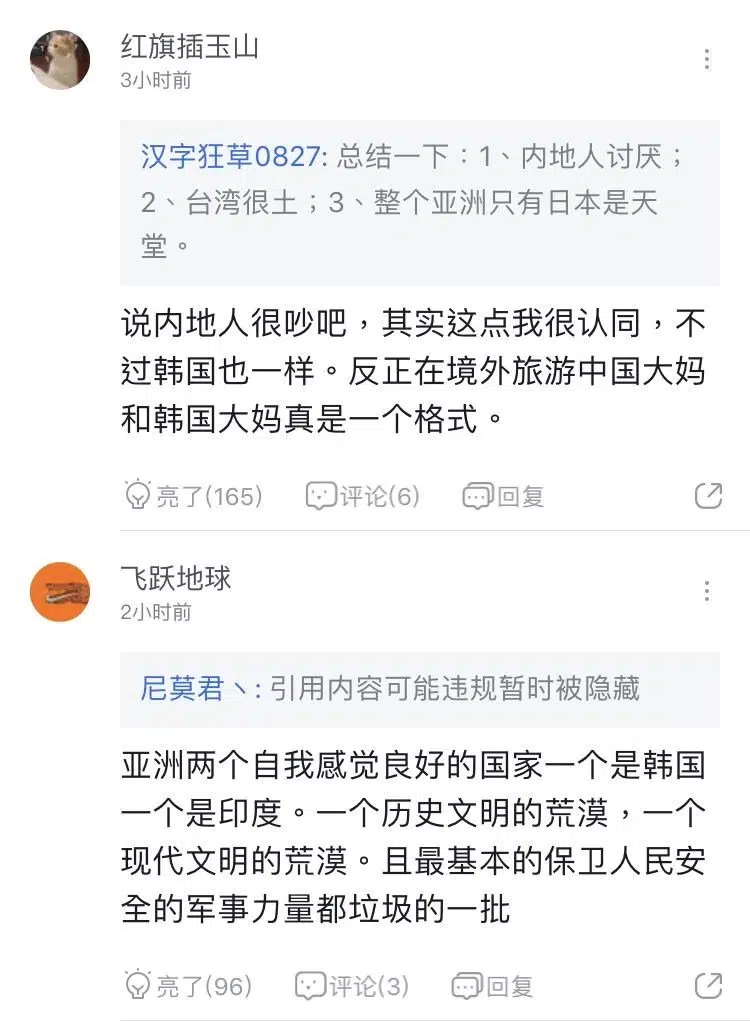 红旗插玉山
3小时前
汉字狂草0827: 总结一下：1、内地人讨厌；
2、台湾很土；3、整个亚洲只有日本是天
堂。
说内地人很吵吧，其实这点我很认同，不
过韩国也一样。反正在境外旅游中国大妈
和韩国大妈真是一个格式。
亮了(165) 评论(6) 回复
飞跃地球
2小时前
尼莫君丶: 引用内容可能违规暂时被隐藏
亚洲两个自我感觉良好的国家一个是韩国
一个是印度。一个历史文明的荒漠，一个
现代文明的荒漠。且最基本的保卫人民安
全的军事力量都垃圾的一批
亮了(96) 评论(3) 回复